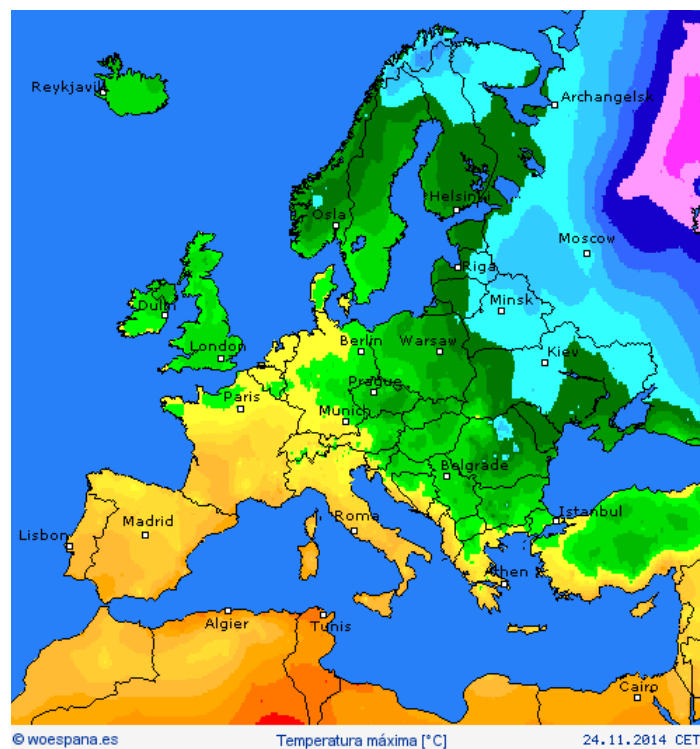 Reykjavik
Archangelsk
Helsinki
Oslo
Moscow
Riga
Dublin
Minsk
London
Berlin
Warsaw
Kiev
Prague
Paris
Munich
Belgrade
Lisbon
Madrid
Roma
Istanbul
Athen
Algier
Tunis
Cairo
© woespana.es
Temperatura máxima [°C]
24.11.2014 CET